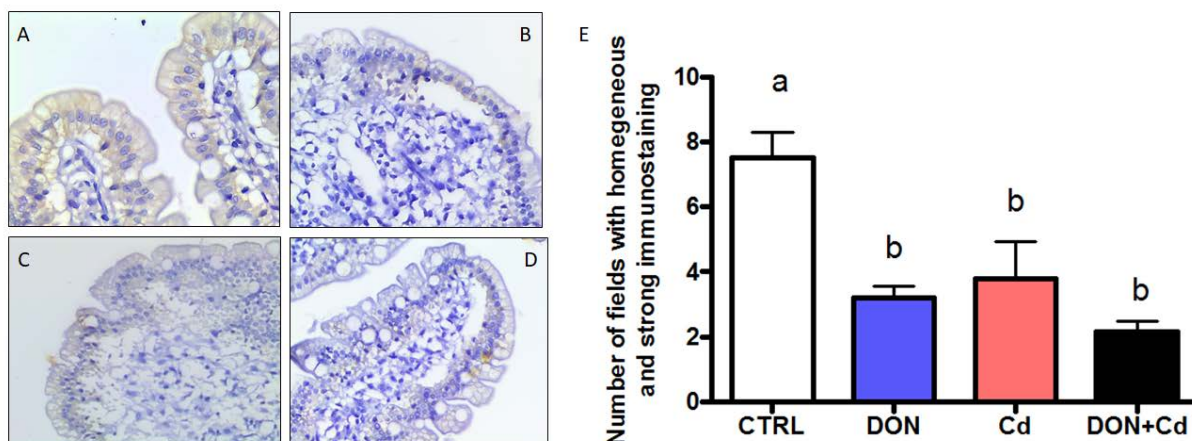 A
B
C
D
E
Number of fields with homegeneous
and strong immunostaining
10
8
6
4
2
0
a
b
b
b
CTRL
DON
Cd
DON+Cd